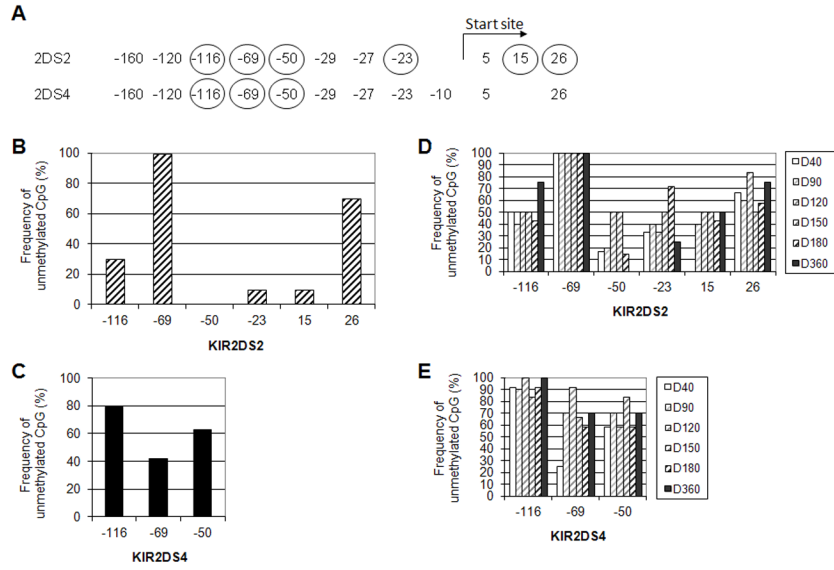 A
Start site
2DS2 -160 -120 -116 -69 -50 -29 -27 -23 5 15 26
2DS4 -160 -120 -116 -69 -50 -29 -27 -23 -10 5 26
B
Frequency of
unmethylated CpG (%)
100
80
60
40
20
0
-116 -69 -50 -23 15 26
KIR2DS2
D
Frequency of
unmethylated CpG (%)
100
90
80
70
60
50
40
30
20
10
0
-116 -69 -50 -23 15 26
KIR2DS2
D40
D90
D120
D150
D180
D360
C
Frequency of
unmethylated CpG (%)
100
80
60
40
20
0
-116 -69 -50
KIR2DS4
E
Frequency of
unmethylated CpG (%)
100
90
80
70
60
50
40
30
20
10
0
-116 -69 -50
KIR2DS4
D40
D90
D120
D150
D180
D360